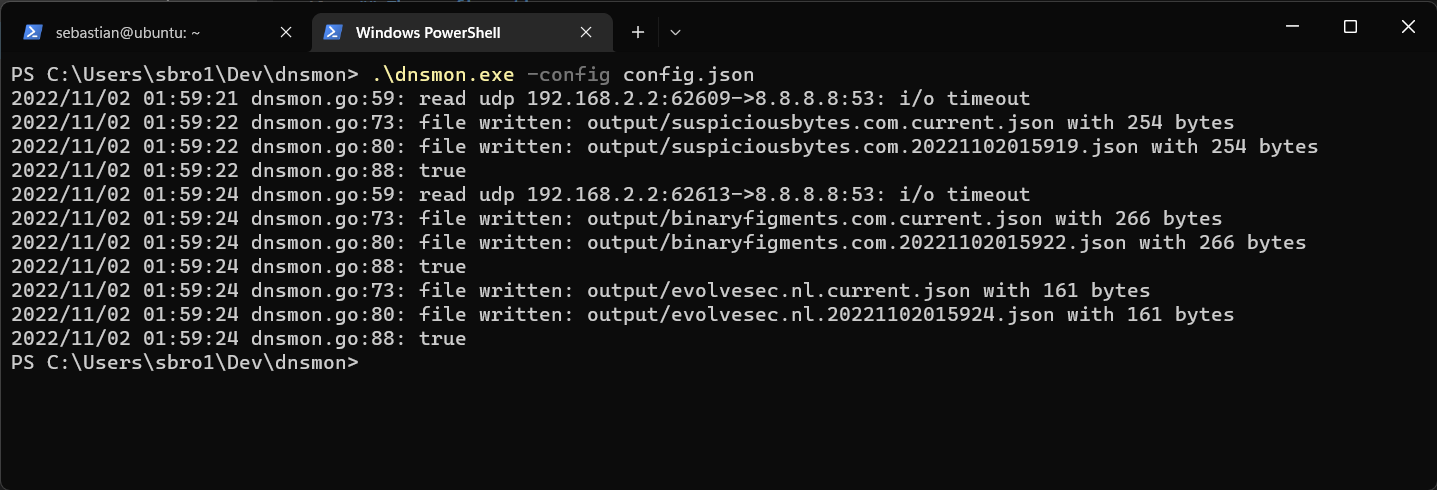 sebastian@ubuntu: ~
Windows PowerShell
PS C:\Users\sbro1\Dev\dnsmon> .\dnsmon.exe -config config.json
2022/11/02 01:59:21 dnsmon.go:59: read udp 192.168.2.2:62609->8.8.8.8:53: i/o timeout
2022/11/02 01:59:22 dnsmon.go:73: file written: output/suspiciousbytes.com.current.json with 254 bytes
2022/11/02 01:59:22 dnsmon.go:80: file written: output/suspiciousbytes.com.20221102015919.json with 254 bytes
2022/11/02 01:59:22 dnsmon.go:88: true
2022/11/02 01:59:24 dnsmon.go:59: read udp 192.168.2.2:62613->8.8.8.8:53: i/o timeout
2022/11/02 01:59:24 dnsmon.go:73: file written: output/binaryfigments.com.current.json with 266 bytes
2022/11/02 01:59:24 dnsmon.go:80: file written: output/binaryfigments.com.20221102015922.json with 266 bytes
2022/11/02 01:59:24 dnsmon.go:88: true
2022/11/02 01:59:24 dnsmon.go:73: file written: output/evolvesec.nl.current.json with 161 bytes
2022/11/02 01:59:24 dnsmon.go:80: file written: output/evolvesec.nl.20221102015924.json with 161 bytes
2022/11/02 01:59:24 dnsmon.go:88: true
PS C:\Users\sbro1\Dev\dnsmon>